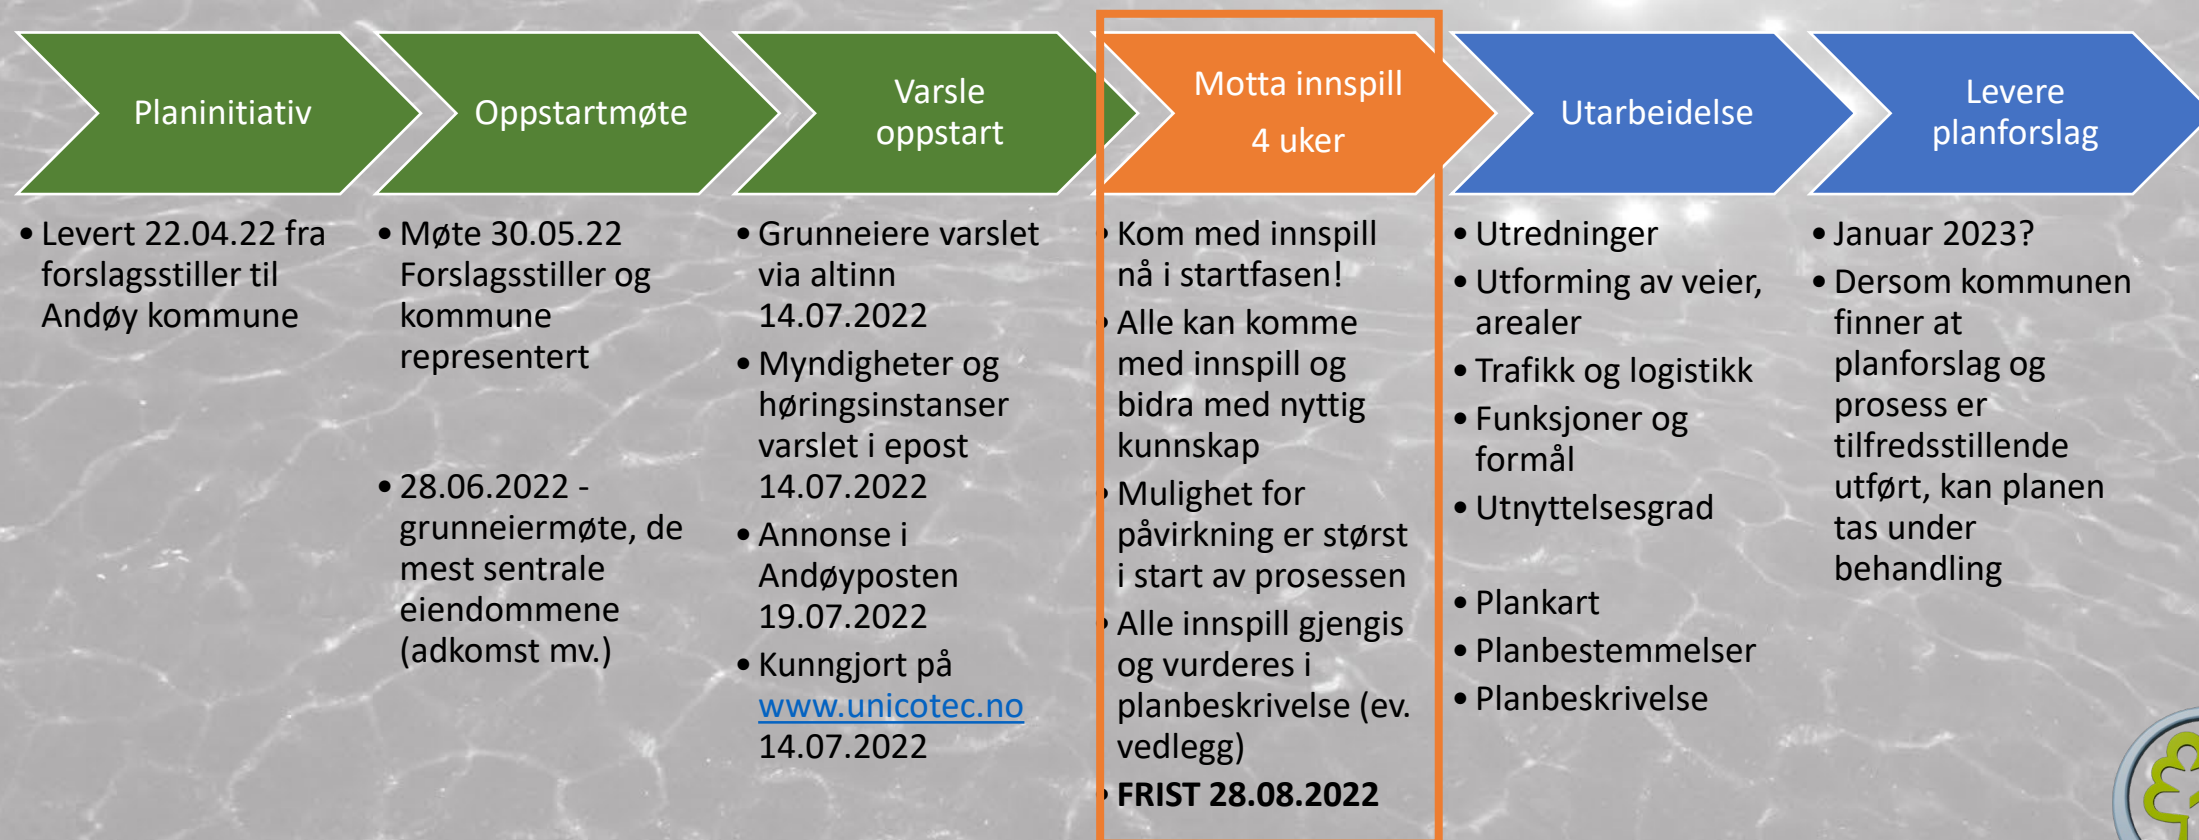 Planinitiativ
• Levert 22.04.22 fra
forslagsstiller til
Andøy kommune
Oppstartmøte
• Møte 30.05.22
Forslagsstiller og
kommune
representert
• 28.06.2022 -
grunneiermøte, de
mest sentrale
eiendommene
(adkomst mv.)
Varsle
oppstart
• Grunneiere varslet
via altinn
14.07.2022
• Myndigheter og
høringsinstanser
varslet i epost
14.07.2022
• Annonse i
Andøyposten
19.07.2022
• Kunngjort på
www.unicotec.no
14.07.2022
Motta innspill
4 uker
• Kom med innspill
nå i startfasen!
• Alle kan komme
med innspill og
bidra med nyttig
kunnskap
• Mulighet for
påvirkning er størst
i start av prosessen
• Alle innspill gjengis
og vurderes i
planbeskrivelse (ev.
vedlegg)
• FRIST 28.08.2022
Utarbeidelse
• Utredninger
• Utforming av veier,
arealer
• Trafikk og logistikk
• Funksjoner og
formål
• Utnyttelsesgrad
• Plankart
• Planbestemmelser
• Planbeskrivelse
Levere
planforslag
• Januar 2023?
• Dersom kommunen
finner at
planforslag og
prosess er
tilfredsstillende
utført, kan planen
tas under
behandling